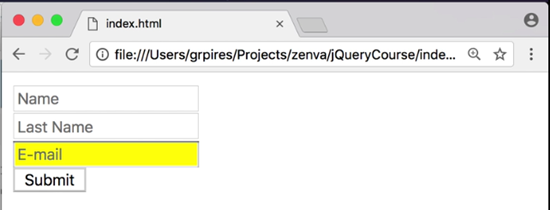 index.html
file:///Users/grpires/Projects/zenva/jQueryCourse/inde...
Name
Last Name
E-mail
Submit